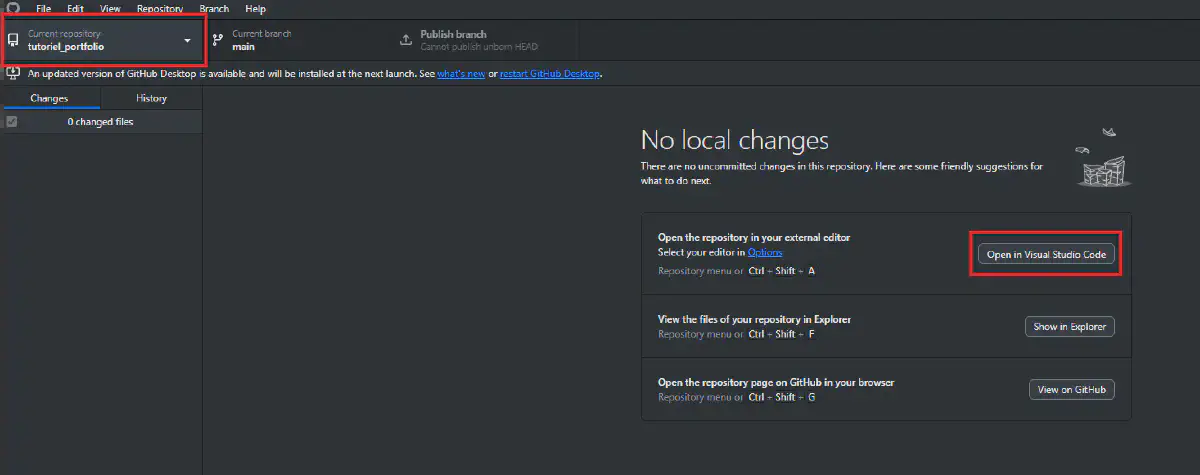 File Edit View Repository Branch Help
Current repository
tutoriel_portfolio
Current branch
main
Publish branch
Cannot publish unborn HEAD
An updated version of GitHub Desktop is available and will be installed at the next launch. See what's new or restart GitHub Desktop.
Changes History
0 changed files
No local changes
There are no uncommitted changes in this repository. Here are some friendly suggestions for
what to do next.
Open the repository in your external editor
Select your editor in Options
Repository menu or Ctrl + Shift + A
Open in Visual Studio Code
View the files of your repository in Explorer
Repository menu or Ctrl + Shift + F
Show in Explorer
Open the repository page on GitHub in your browser
Repository menu or Ctrl + Shift + G
View on GitHub